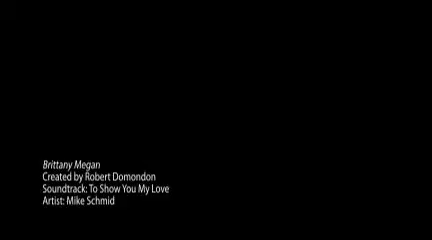 Brittany Megan
Created by Robert Domondon
Soundtrack: To Show You My Love
Artist: Mike Schmid